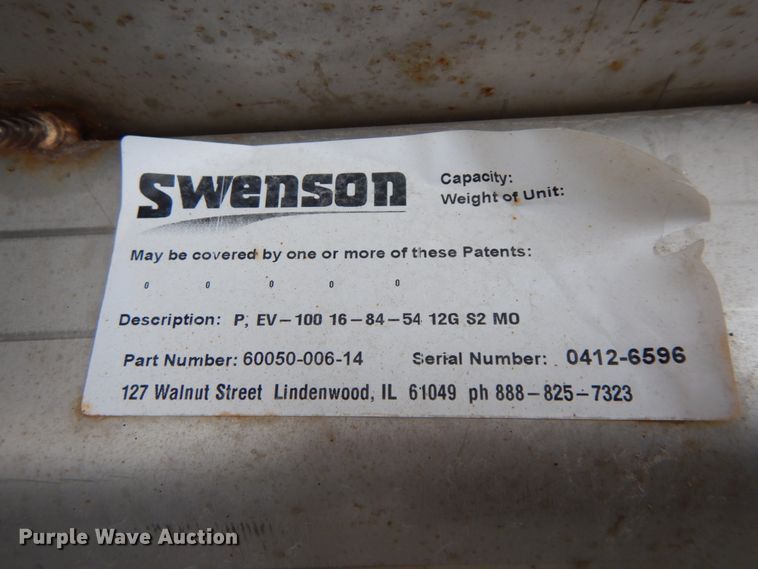 Swenson
Capacity:
Weight of Unit:
May be covered by one or more of these Patents:
0 0 0 0 0
Description: P, EV-100 16-84-54 12G S2 MO
Part Number: 60050-006-14 Serial Number: 0412-6596
127 Walnut Street Lindenwood, IL 61049 ph 888-825-7323
Purple Wave Auction